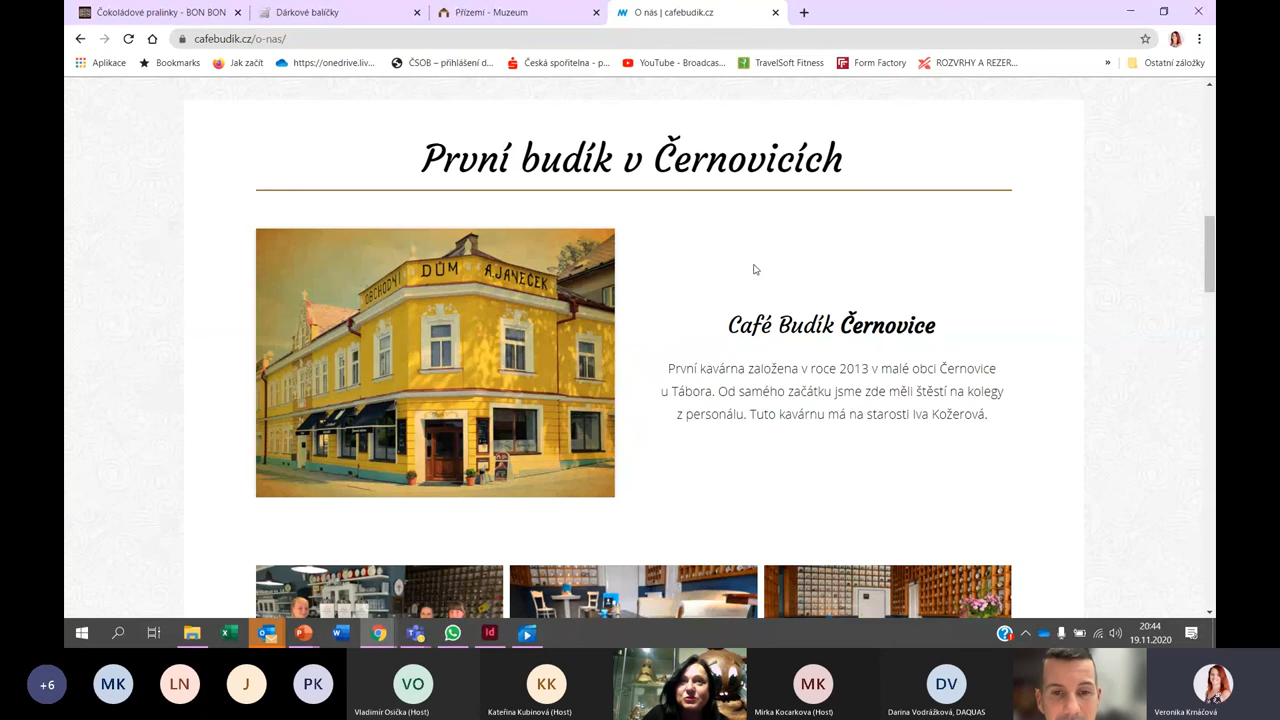 Čokoládové pralinky - BON BON
Dárkové balíčky
Přízemí - Muzeum
O nás | cafebudik.cz
cafebudik.cz/o-nas/
Aplikace
Bookmarks
Jak začít
https://onedrive.liv...
ČSOB – přihlášení d...
Česká spořitelna - p...
YouTube - Broadcas...
TravelSoft Fitness
Form Factory
ROZVRHY A REZER...
»
Ostatní záložky
První budík v Černovicích
OBCHODNÍ DŮM A.JANEČEK
Café Budík Černovice
První kavárna založena v roce 2013 v malé obci Černovice
u Tábora. Od samého začátku jsme zde měli štěstí na kolegy
z personálu. Tuto kavárnu má na starosti Iva Kožerová.
20:44
19.11.2020
+6
MK
LN
J
PK
VO
Vladimír Osička (Host)
KK
Kateřina Kubinová (Host)
MK
Mirka Kocarkova (Host)
DV
Darina Vodrážková, DAQUAS
Veronika Krnáčová